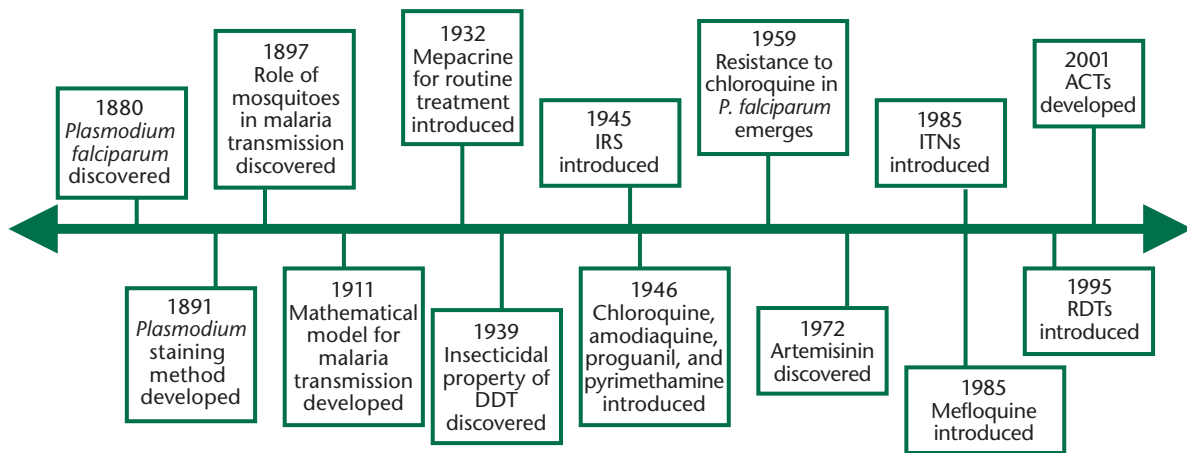 1880
Plasmodium
falciparum
discovered
1897
Role of
mosquitoes
in malaria
transmission
discovered
1932
Mepacrine
for routine
treatment
introduced
1945
IRS
introduced
1959
Resistance to
chloroquine in
P. falciparum
emerges
1985
ITNs
introduced
2001
ACTs
developed
1891
Plasmodium
staining
method
developed
1911
Mathematical
model for
malaria
transmission
developed
1939
Insecticidal
property of
DDT
discovered
1946
Chloroquine,
amodiaquine,
proguanil, and
pyrimethamine
introduced
1972
Artemisinin
discovered
1985
Mefloquine
introduced
1995
RDTs
introduced